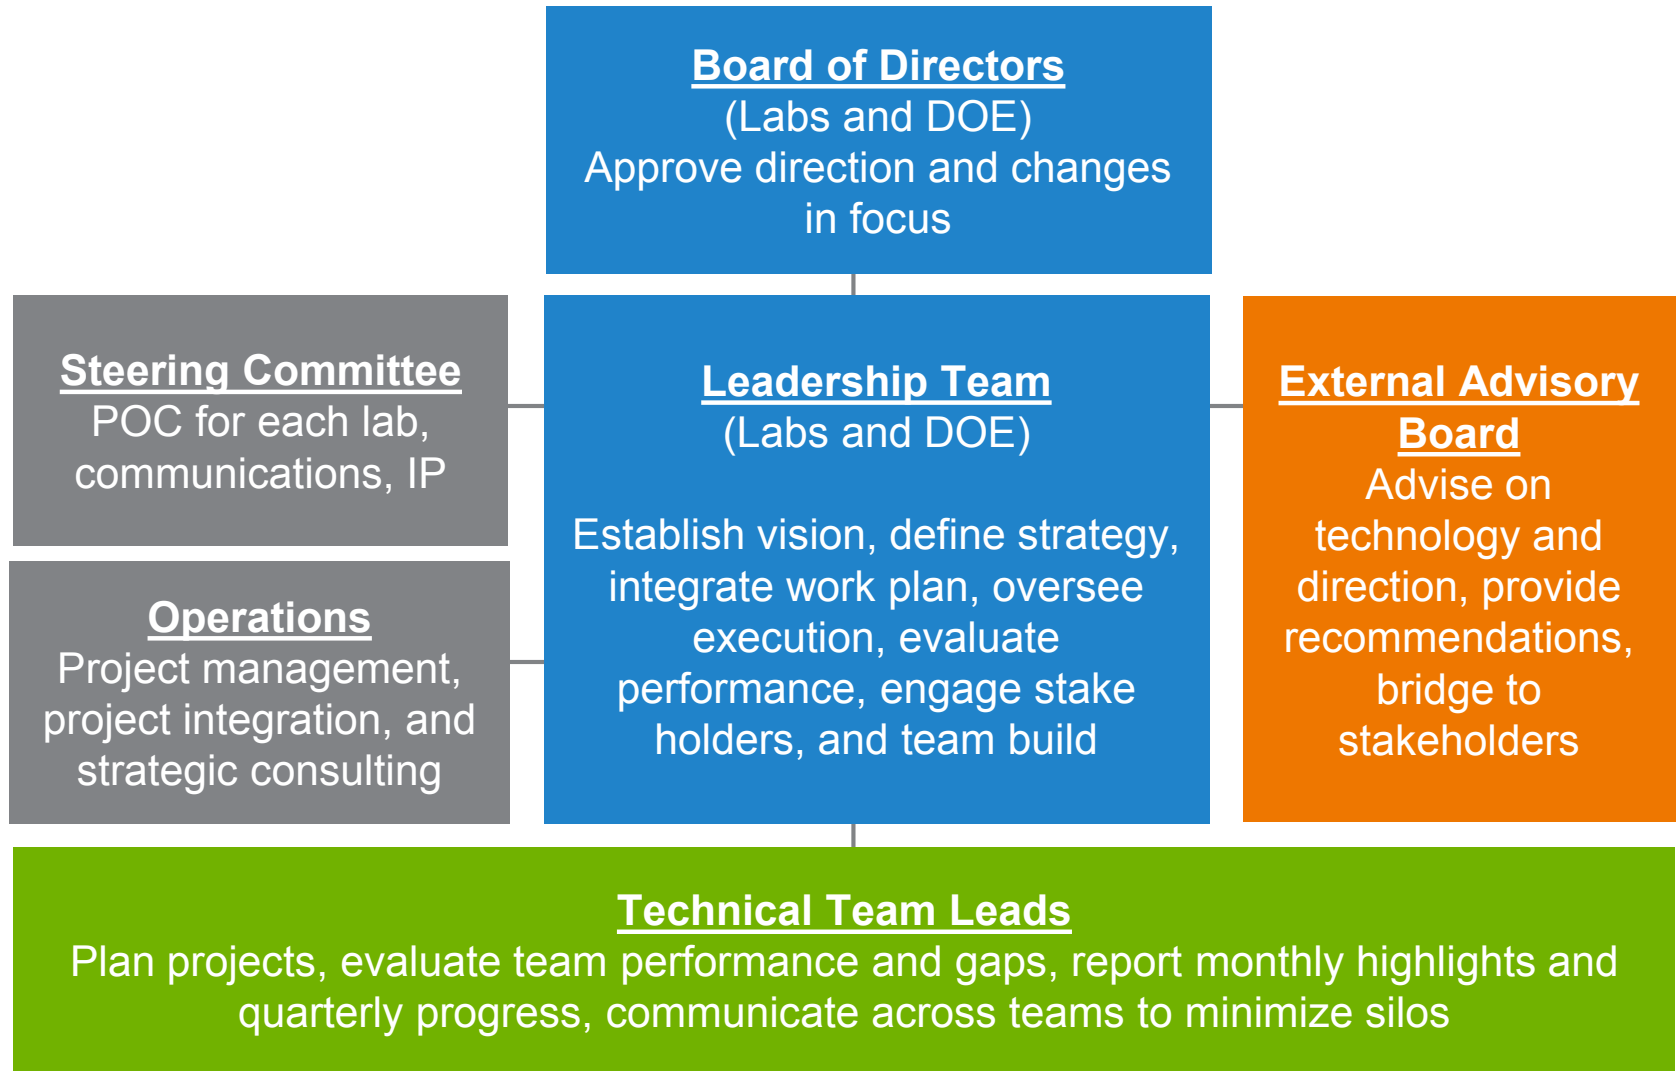 Board of Directors
(Labs and DOE)
Approve direction and changes
in focus
Steering Committee
POC for each lab,
communications, IP
Operations
Project management,
project integration, and
strategic consulting
Leadership Team
(Labs and DOE)
Establish vision, define strategy,
integrate work plan, oversee
execution, evaluate
performance, engage stake
holders, and team build
External Advisory
Board
Advise on
technology and
direction, provide
recommendations,
bridge to
stakeholders
Technical Team Leads
Plan projects, evaluate team performance and gaps, report monthly highlights and
quarterly progress, communicate across teams to minimize silos